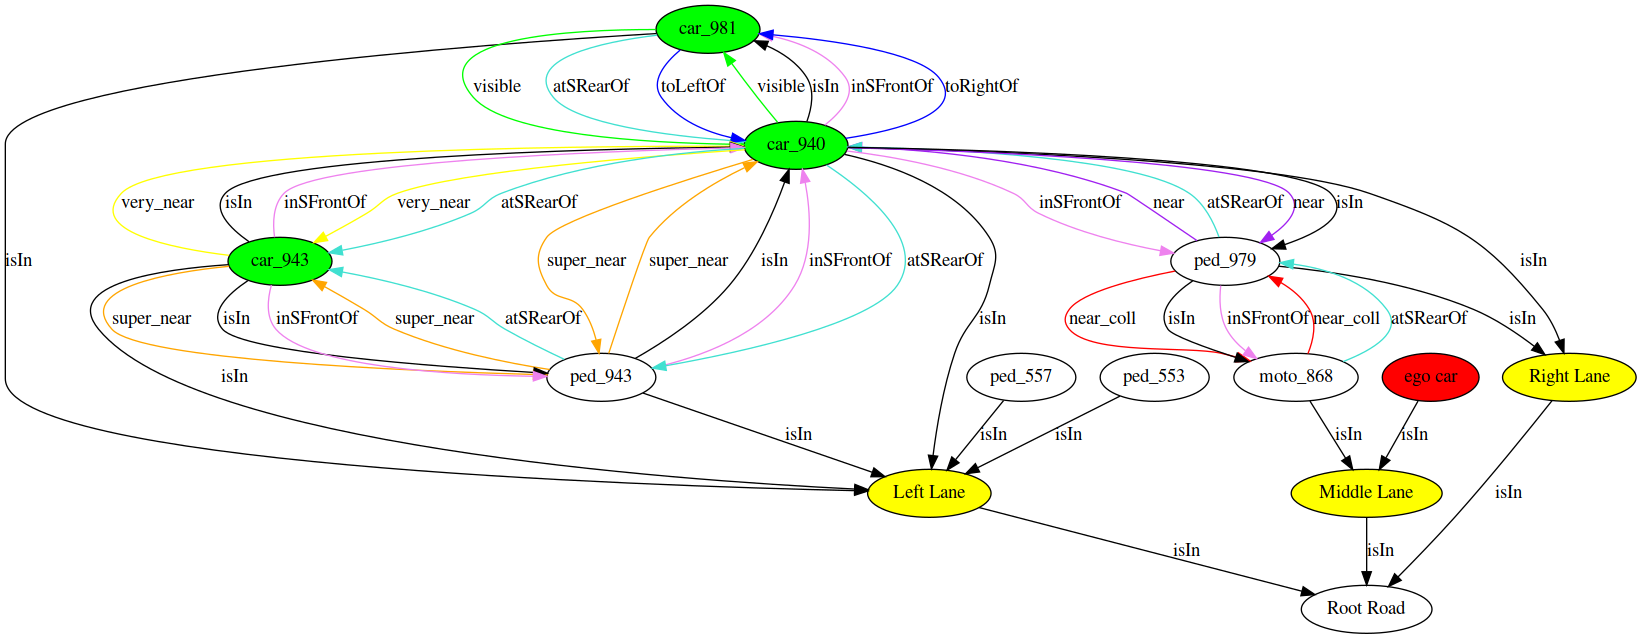 car_981
visible
atSRearOf
toLeftOf
visible
isIn
inSFrontOf
toRightOf
car_940
very_near
isIn
inSFrontOf
very_near
atSRearOf
inSFrontOf
near
atSRearOf
near
isIn
isIn
car_943
super_near
super_near
isIn
inSFrontOf
atSRearOf
ped_979
isIn
super_near
isIn
inSFrontOf
super_near
atSRearOf
isIn
near_coll
isIn
inSFrontOf
near_coll
atSRearOf
isIn
isIn
ped_943
ped_557
ped_553
moto_868
ego car
Right Lane
isIn
isIn
isIn
isIn
isIn
Left Lane
Middle Lane
isIn
isIn
isIn
Root Road